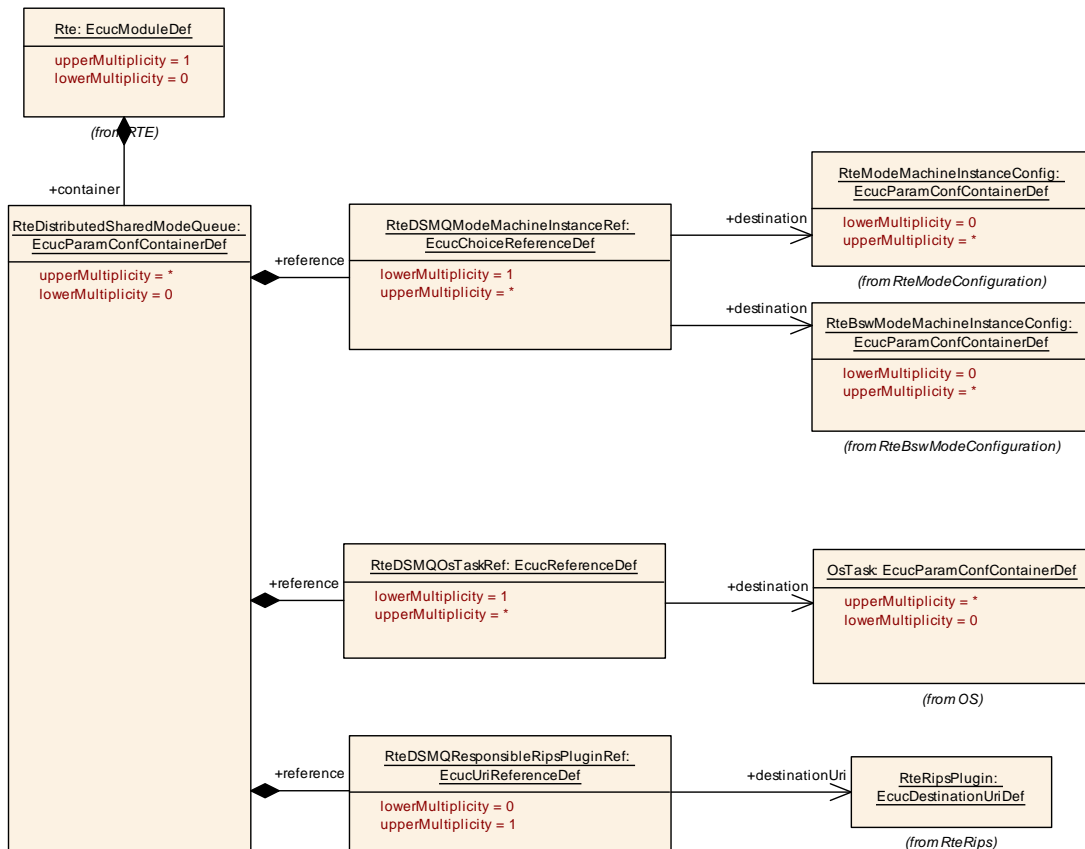 Rte: EcucModuleDef
upperMultiplicity = 1
lowerMultiplicity = 0
(from RTE)
+container
RteDistributedSharedModeQueue:
EcucParamConfContainerDef
upperMultiplicity = *
lowerMultiplicity = 0
+reference
RteDSMQModeMachineInstanceRef:
EcucChoiceReferenceDef
lowerMultiplicity = 1
upperMultiplicity = *
+destination
RteModeMachineInstanceConfig:
EcucParamConfContainerDef
lowerMultiplicity = 0
upperMultiplicity = *
(from RteModeConfiguration)
+destination
RteBswModeMachineInstanceConfig:
EcucParamConfContainerDef
lowerMultiplicity = 0
upperMultiplicity = *
(from RteBswModeConfiguration)
+reference
RteDSMQOsTaskRef: EcucReferenceDef
lowerMultiplicity = 1
upperMultiplicity = *
+destination
OsTask: EcucParamConfContainerDef
upperMultiplicity = *
lowerMultiplicity = 0
(from OS)
+reference
RteDSMQResponsibleRipsPluginRef:
EcucUriReferenceDef
lowerMultiplicity = 0
upperMultiplicity = 1
+destinationUri
RteRipsPlugin:
EcucDestinationUriDef
(from RteRips)